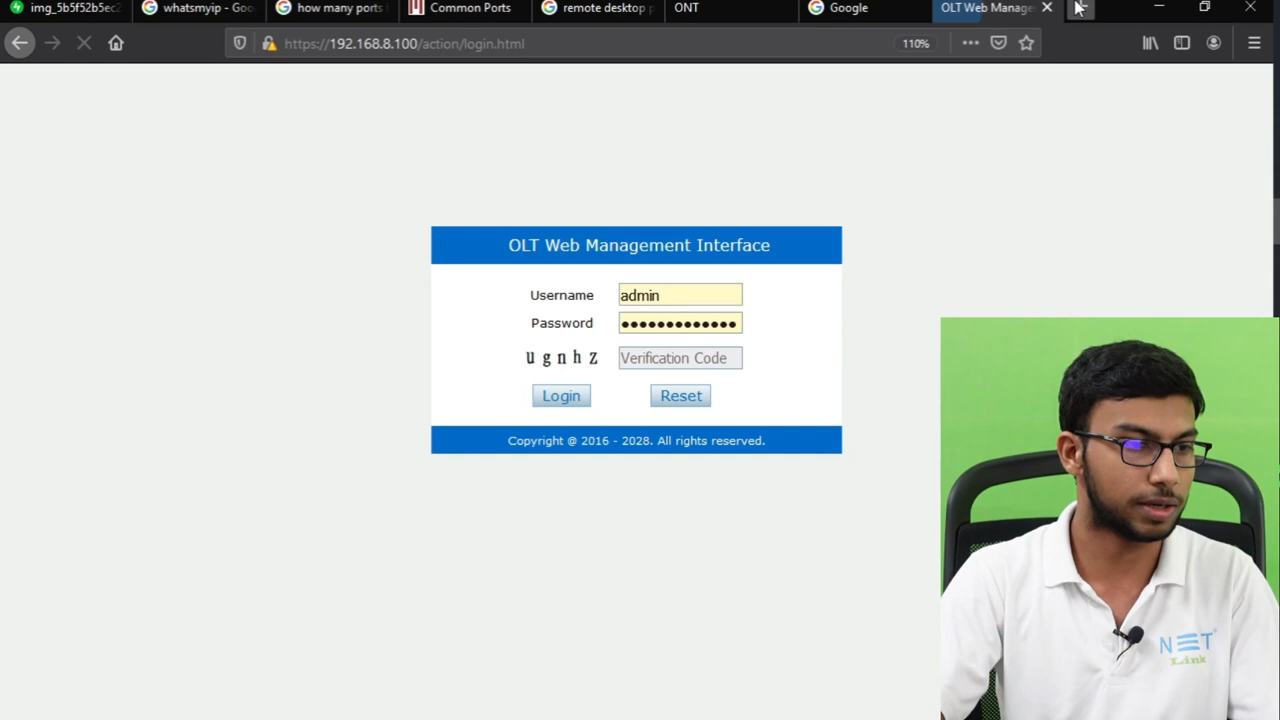 img_5b5f52b5ec2
whatsmyip - Goo
how many ports
Common Ports
remote desktop p
ONT
Google
OLT Web Manage
https://192.168.8.100/action/login.html
110%
OLT Web Management Interface
Username admin
Password
u g n h z Verification Code
Login Reset
Copyright @ 2016 - 2028. All rights reserved.
NET
Link